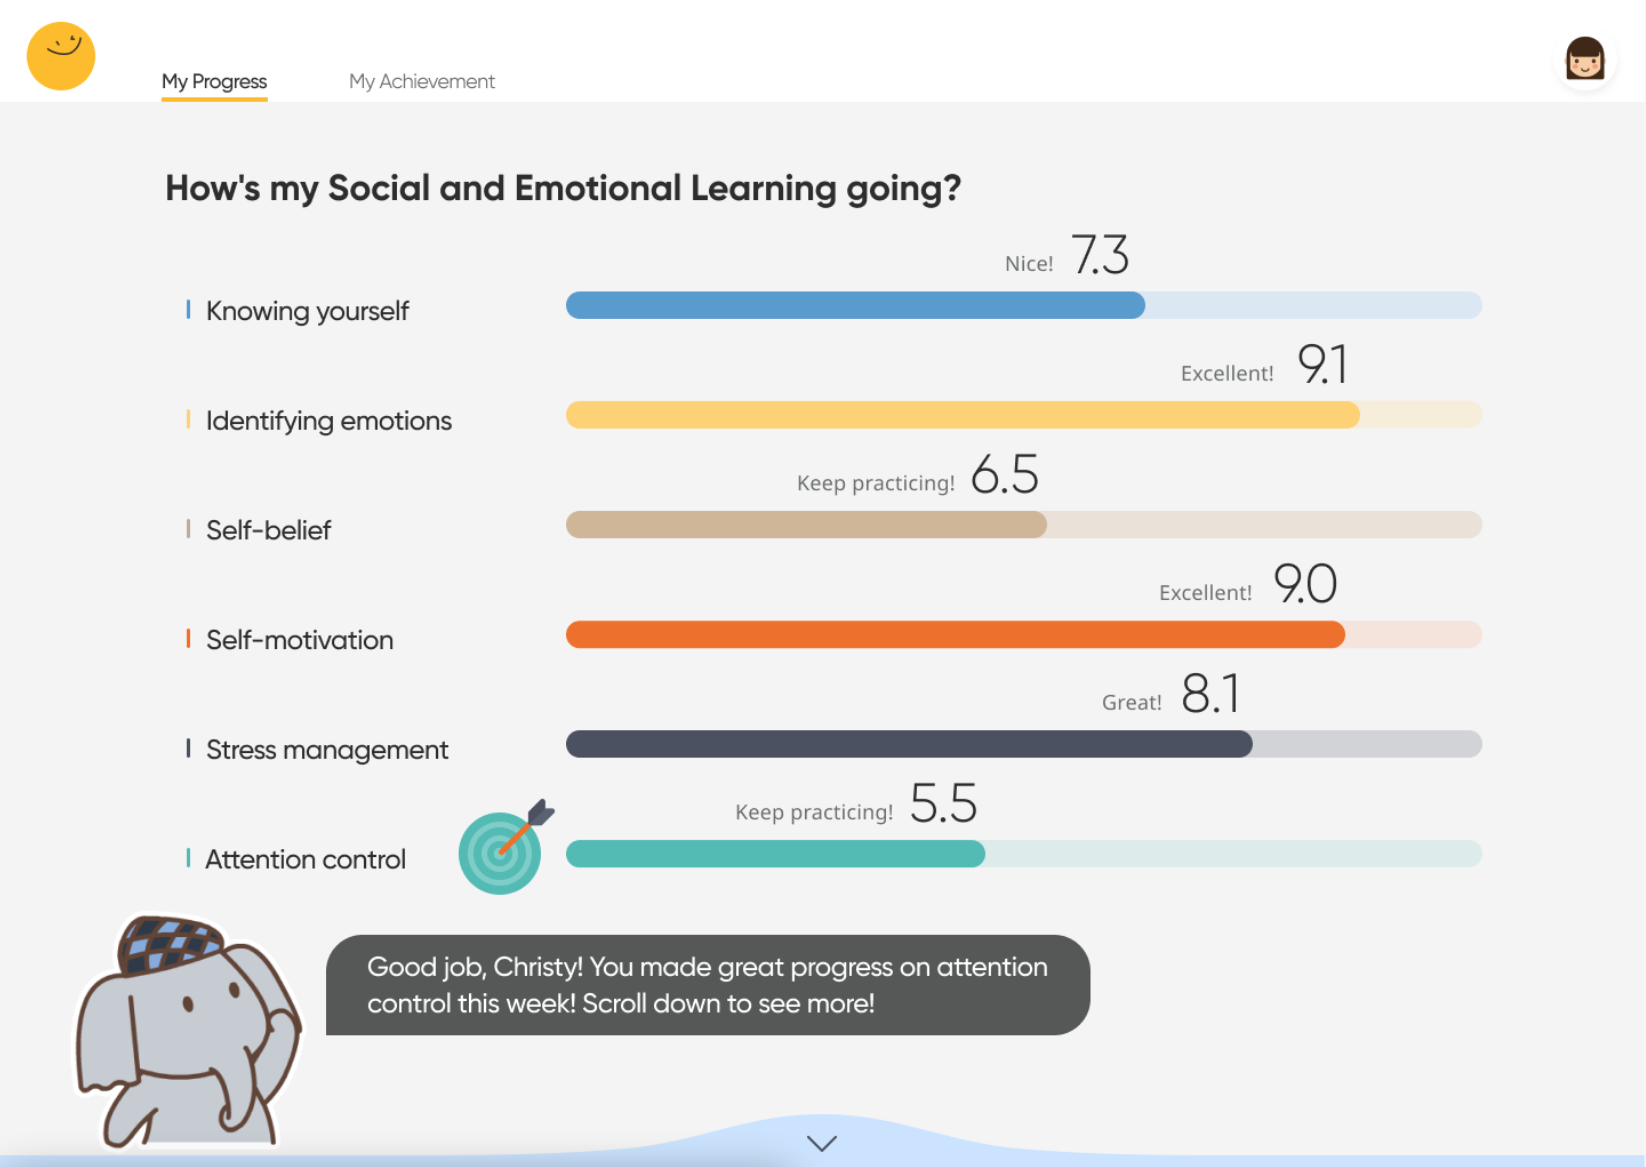 My Progress
My Achievement
How's my Social and Emotional Learning going?
Nice! 7.3
Knowing yourself
Excellent! 9.1
Identifying emotions
Keep practicing! 6.5
Self-belief
Excellent! 9.0
Self-motivation
Great! 8.1
Stress management
Keep practicing! 5.5
Attention control
Good job, Christy! You made great progress on attention
control this week! Scroll down to see more!